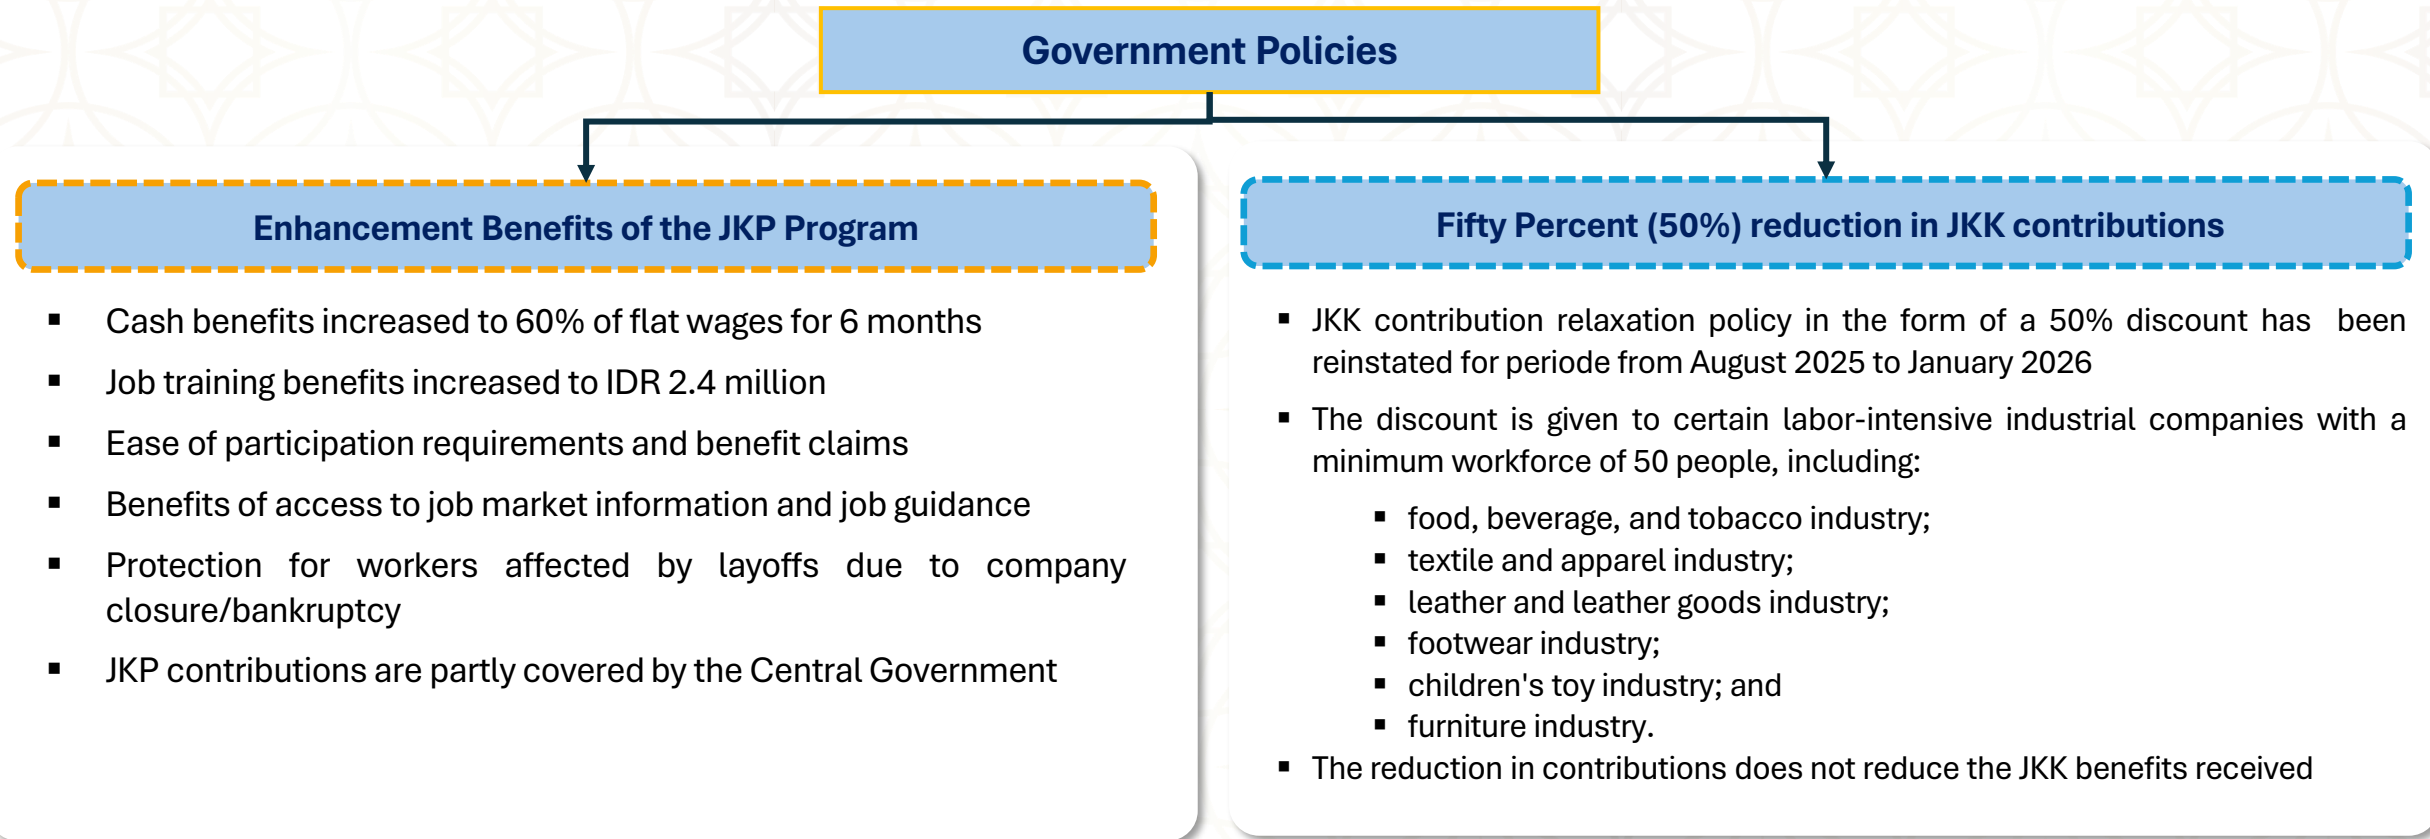 Government Policies
Enhancement Benefits of the JKP Program
▪ Cash benefits increased to 60% of flat wages for 6 months
▪ Job training benefits increased to IDR 2.4 million
▪ Ease of participation requirements and benefit claims
▪ Benefits of access to job market information and job guidance
▪ Protection for workers affected by layoffs due to company
closure/bankruptcy
▪ JKP contributions are partly covered by the Central Government
Fifty Percent (50%) reduction in JKK contributions
▪ JKK contribution relaxation policy in the form of a 50% discount has been
reinstated for periode from August 2025 to January 2026
▪ The discount is given to certain labor-intensive industrial companies with a
minimum workforce of 50 people, including:
▪ food, beverage, and tobacco industry;
▪ textile and apparel industry;
▪ leather and leather goods industry;
▪ footwear industry;
▪ children's toy industry; and
▪ furniture industry.
▪ The reduction in contributions does not reduce the JKK benefits received